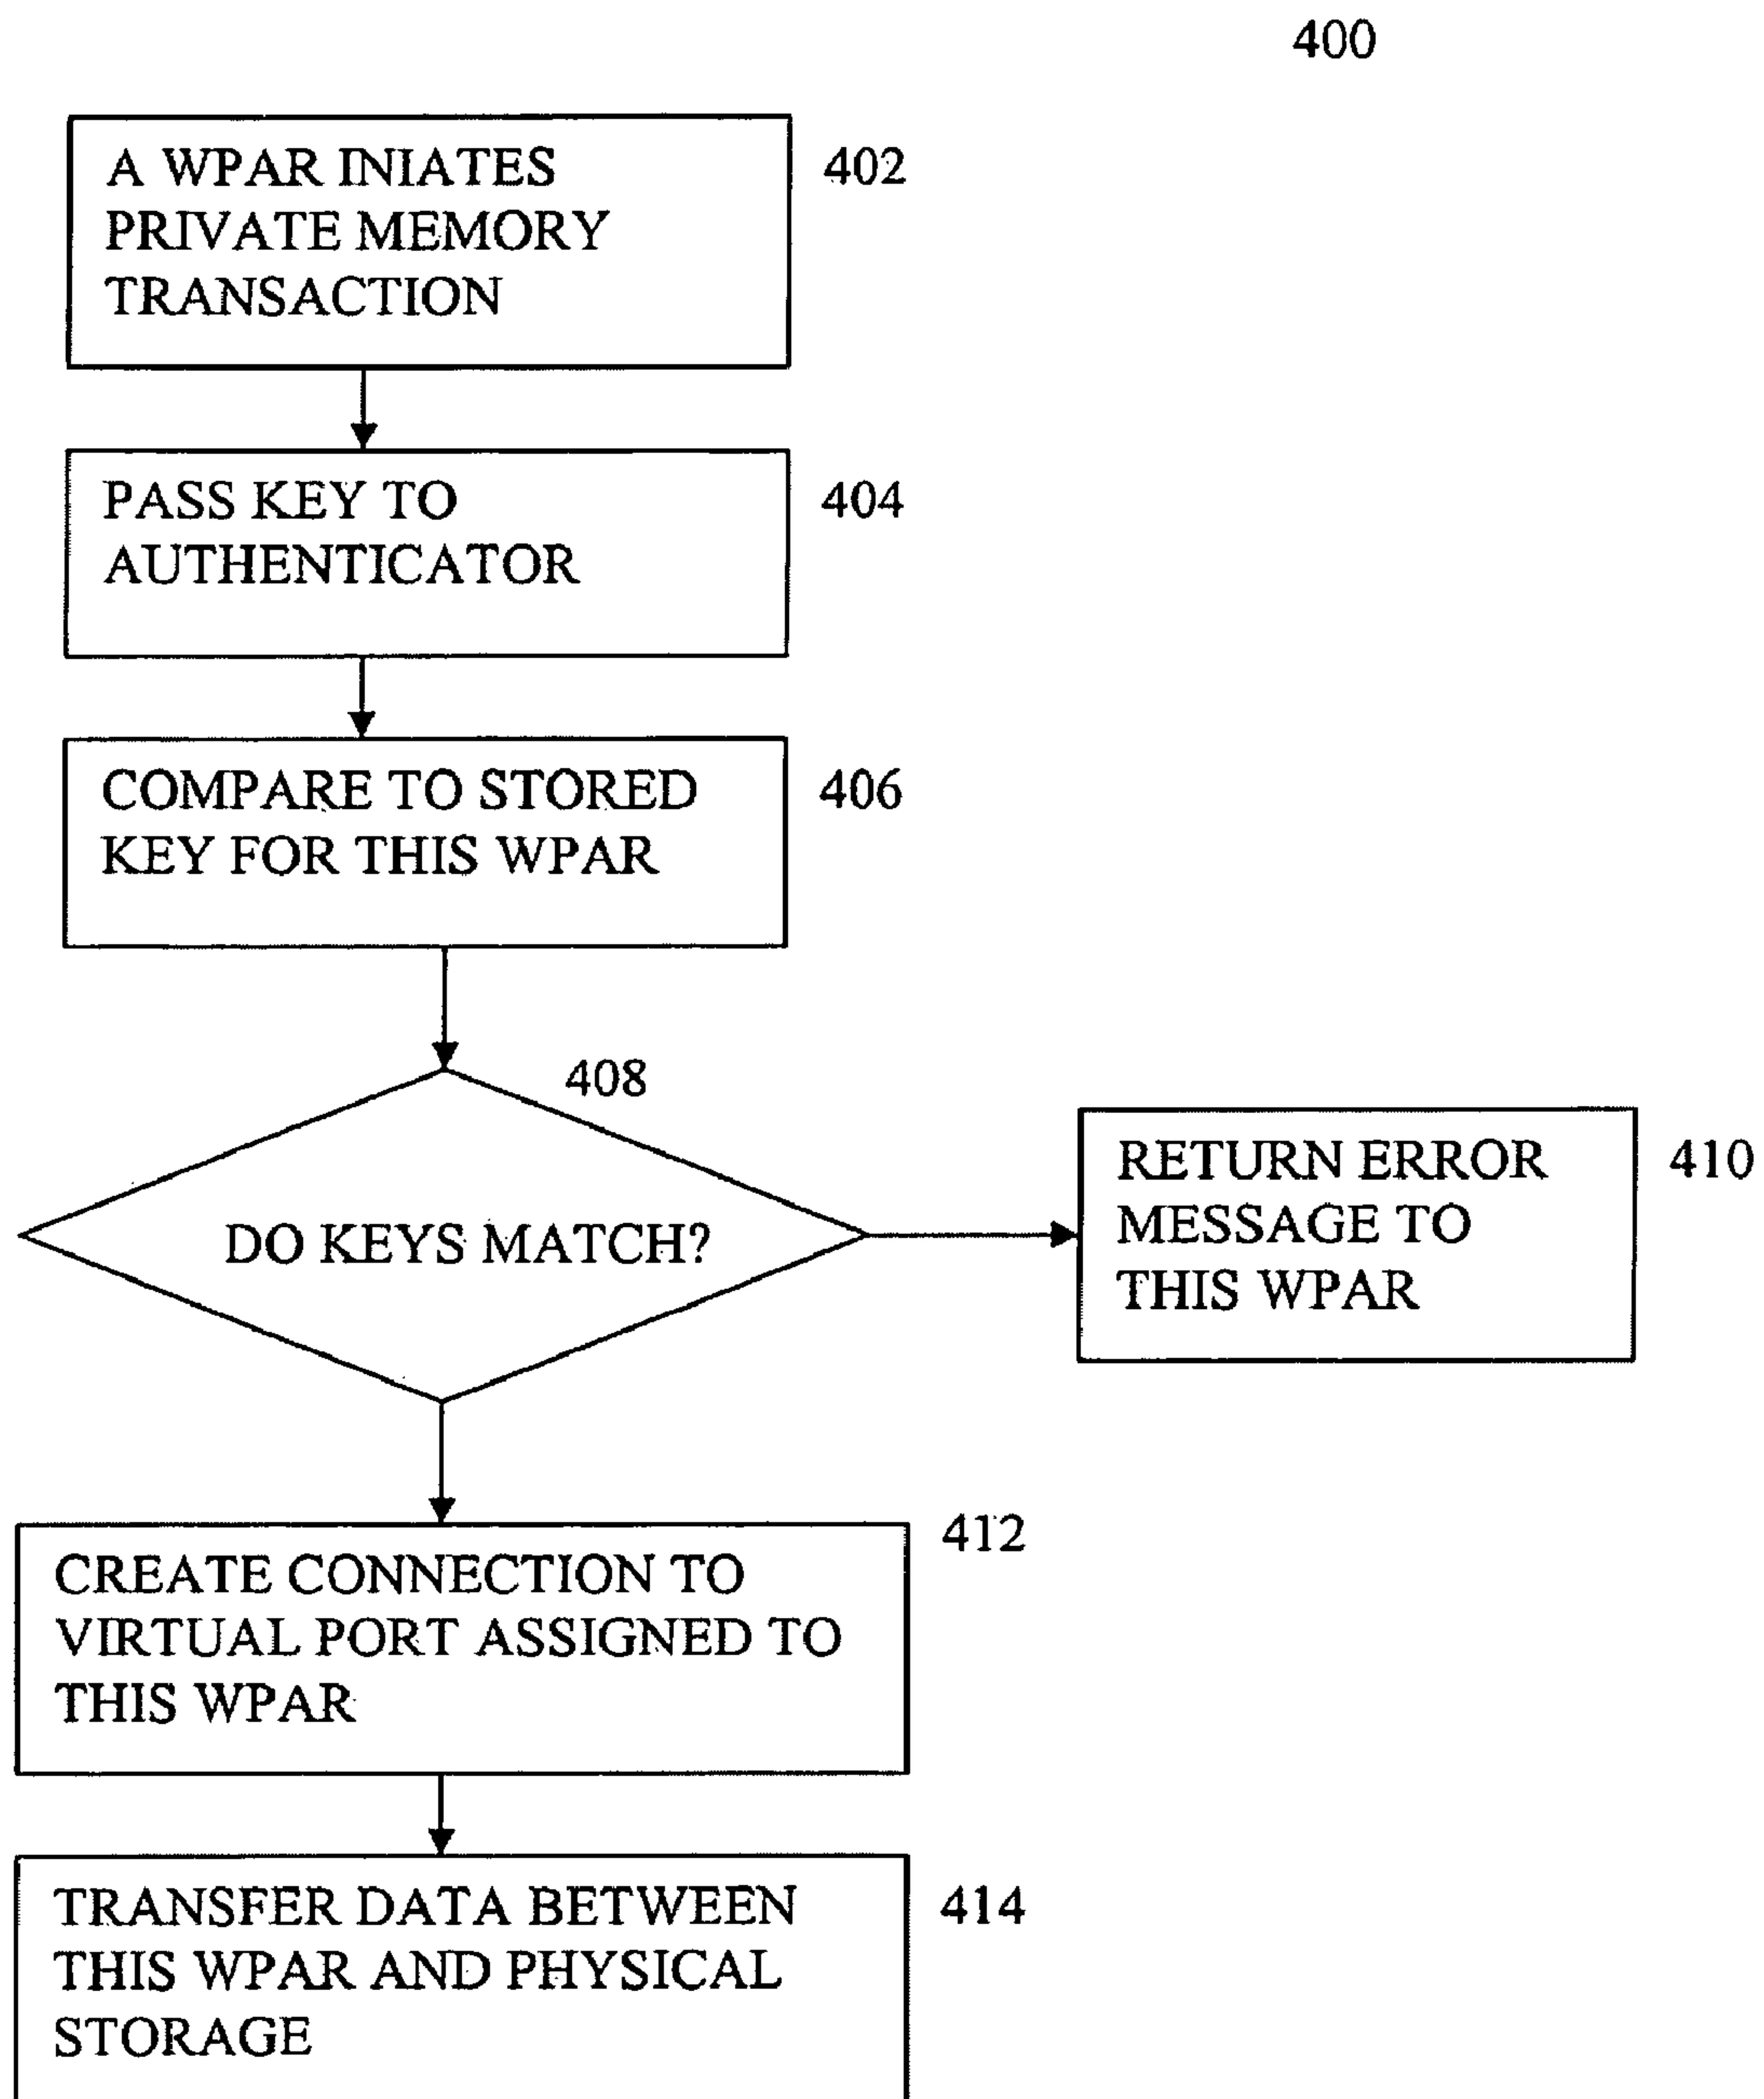 400
A WPAR INIATES
PRIVATE MEMORY
TRANSACTION
402
PASS KEY TO
AUTHENTICATOR
404
COMPARE TO STORED
KEY FOR THIS WPAR
406
408
DO KEYS MATCH?
RETURN ERROR
MESSAGE TO
THIS WPAR
410
CREATE CONNECTION TO
VIRTUAL PORT ASSIGNED TO
THIS WPAR
412
TRANSFER DATA BETWEEN
THIS WPAR AND PHYSICAL
STORAGE
414